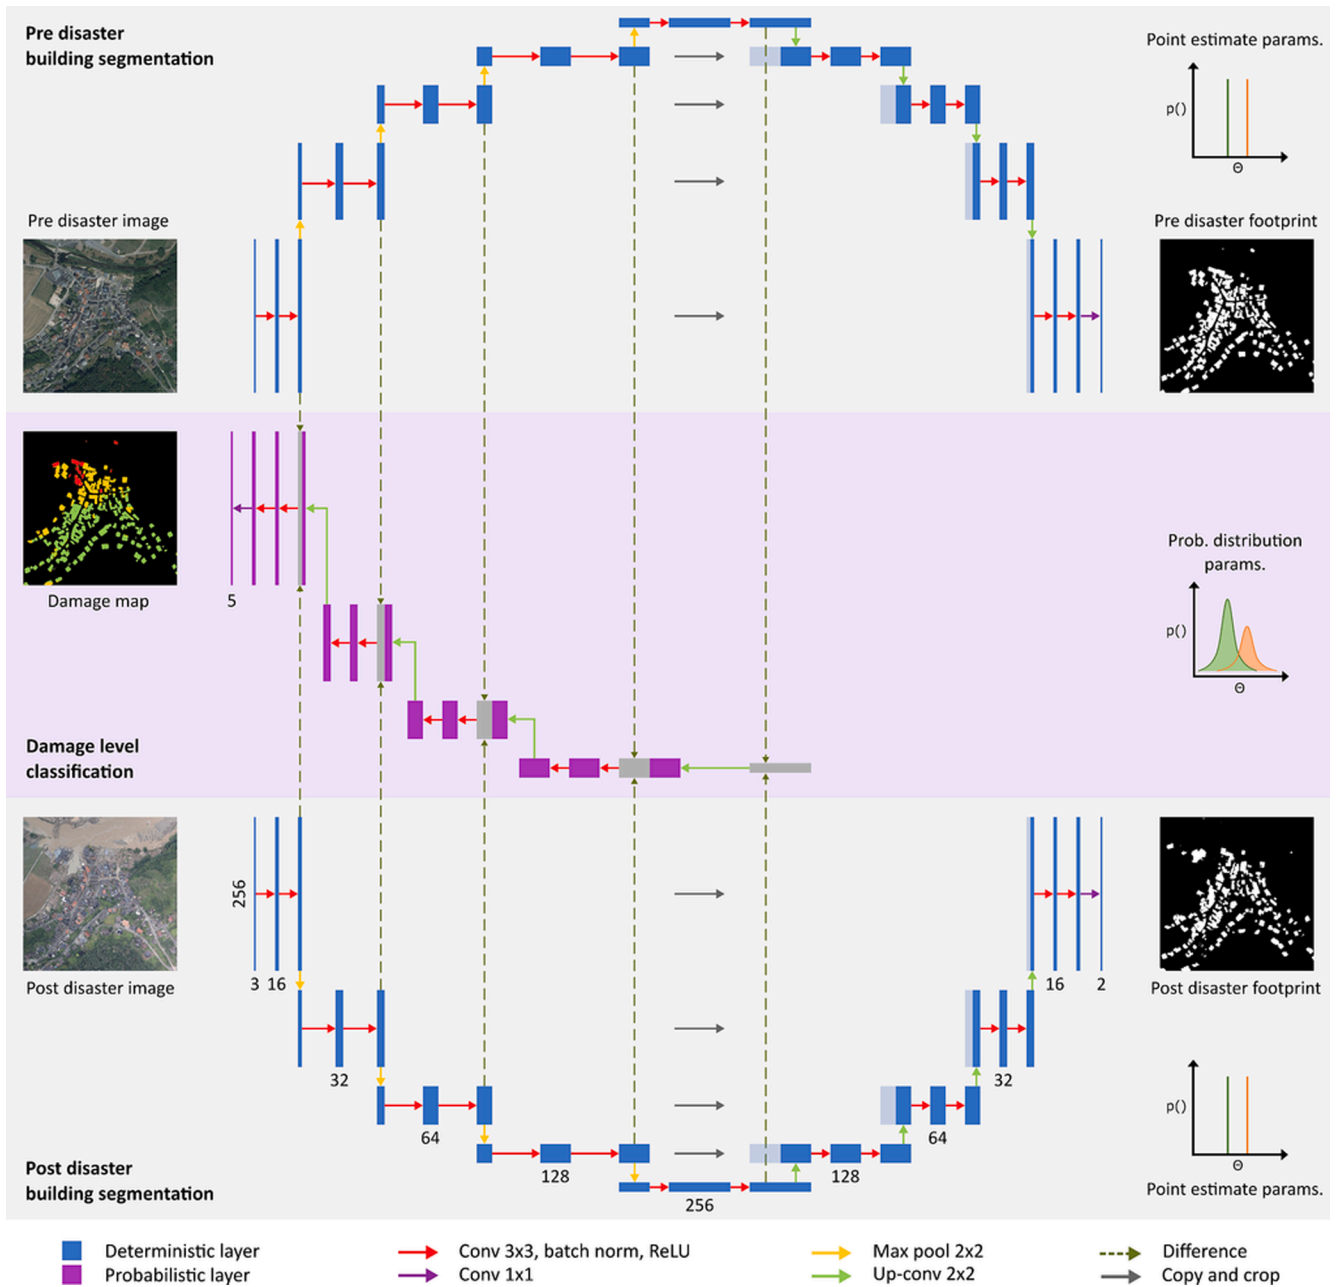 Pre disaster
building segmentation
Point estimate params.
p()
Θ
Pre disaster image
Pre disaster footprint
Damage map
5
Prob. distribution
params.
p()
Θ
Damage level
classification
256
3 16
16 2
Post disaster image
Post disaster footprint
32
32
64
64
p()
Θ
128
128
Post disaster
building segmentation
256
Point estimate params.
Deterministic layer
Conv 3x3, batch norm, ReLU
Max pool 2x2
Difference
Probabilistic layer
Conv 1x1
Up-conv 2x2
Copy and crop